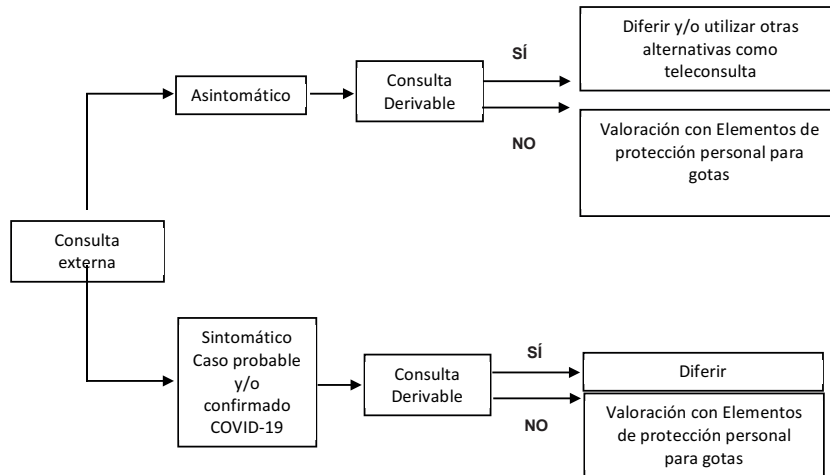 Diferir y/o utilizar otras
alternativas como
teleconsulta
SÍ
Asintomático
Consulta
Derivable
NO
Valoración con Elementos de
protección personal para
gotas
Consulta
externa
Sintomático
Caso probable
y/o
confirmado
COVID-19
Consulta
Derivable
SÍ
Diferir
NO
Valoración con Elementos
de protección personal
para gotas